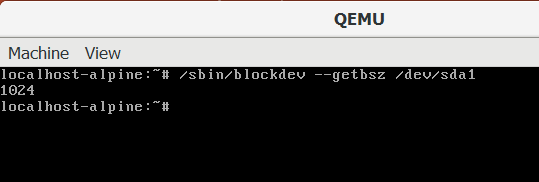 QEMU
Machine View
localhost-alpine:~# /sbin/blockdev --getbsz /dev/sda1
1024
localhost-alpine:~#